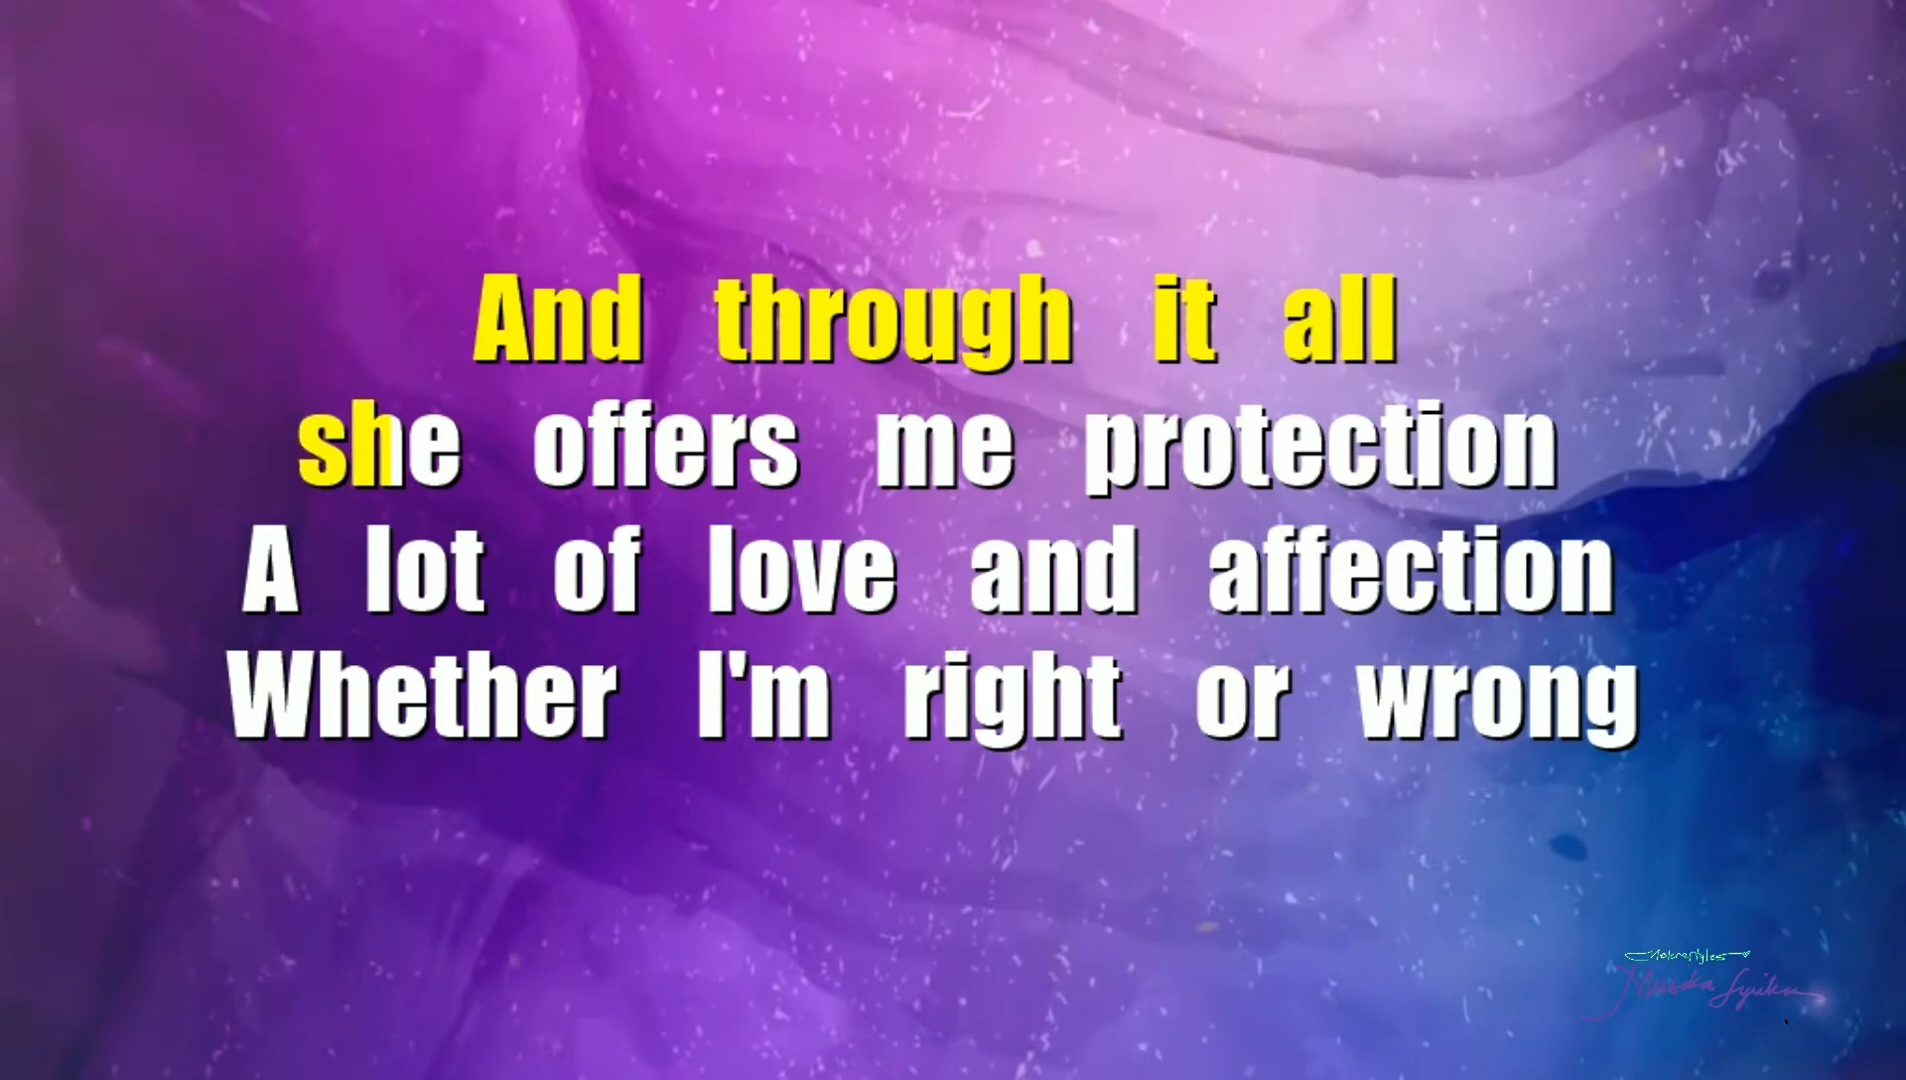 And through it all
she offers me protection
A lot of love and affection
Whether I'm right or wrong